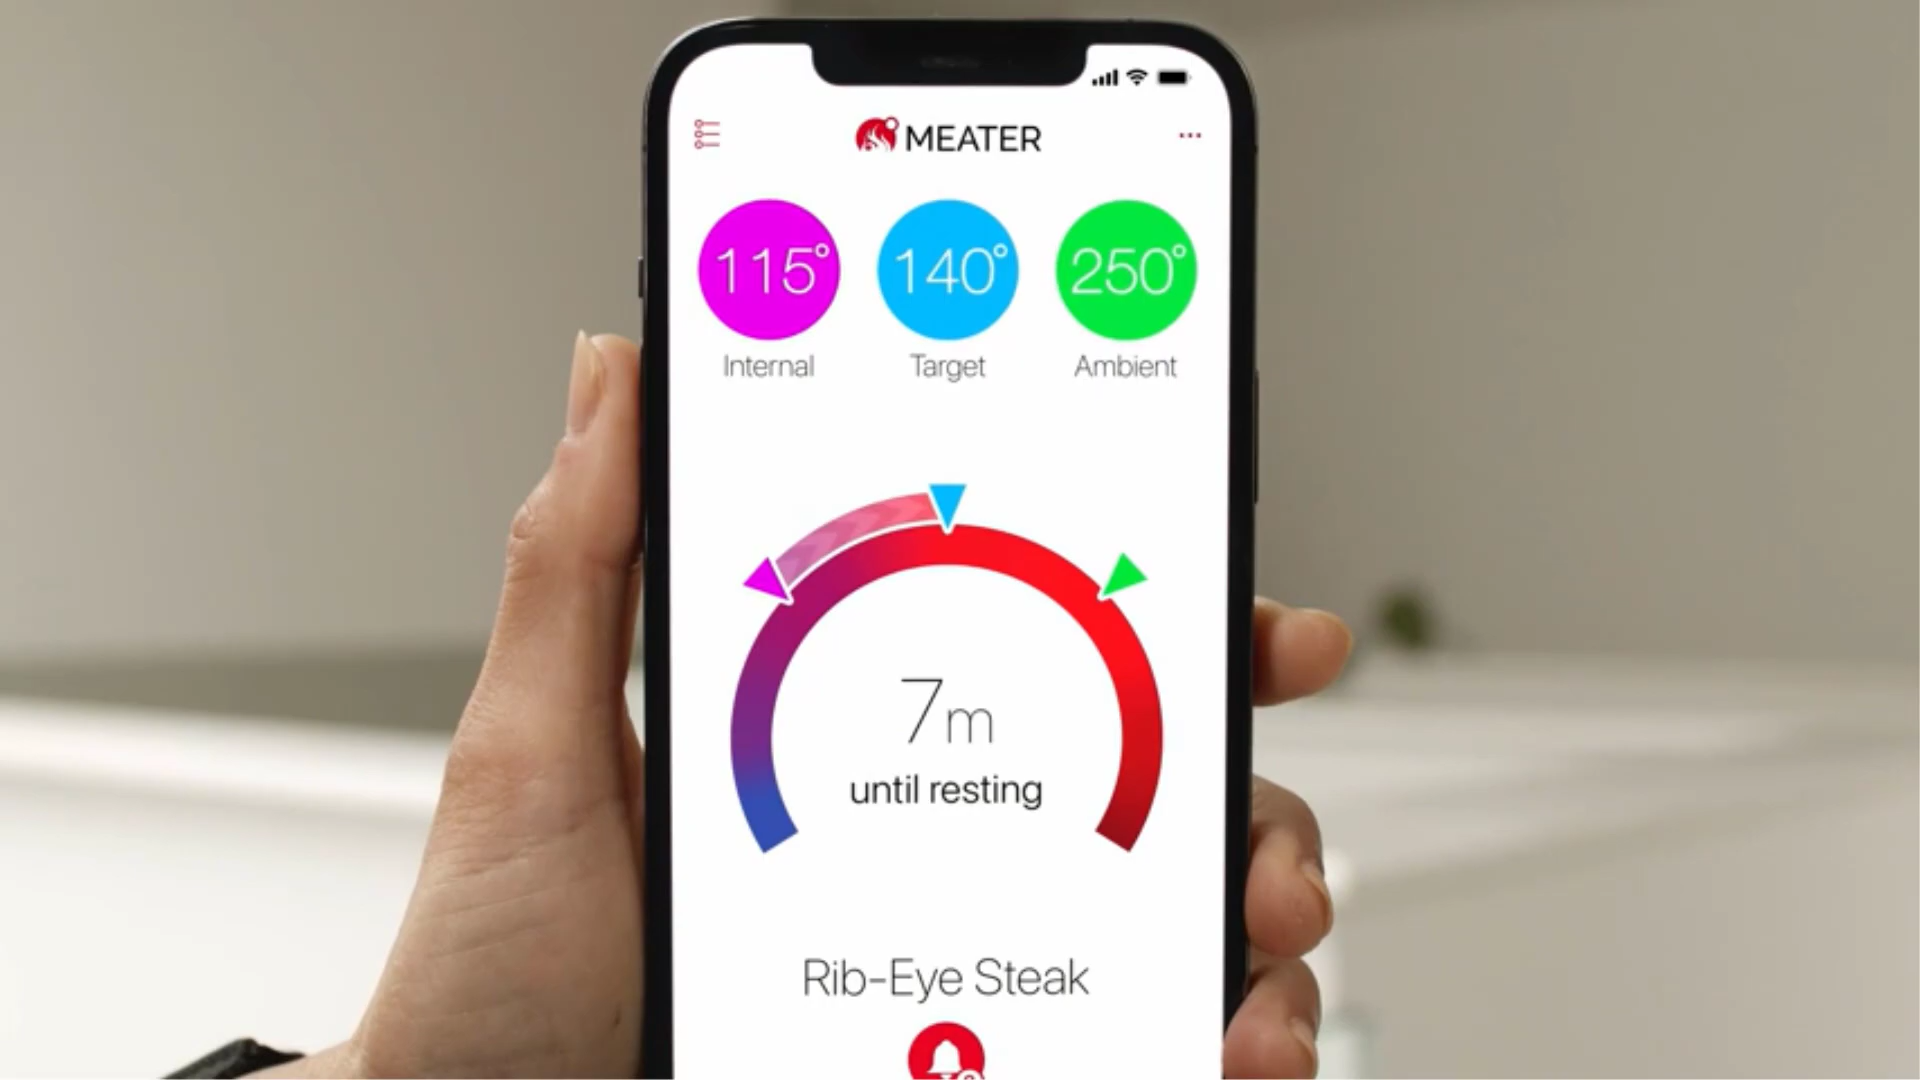 MEATER
115° 140° 250°
Internal Target Ambient
7m
until resting
Rib-Eye Steak